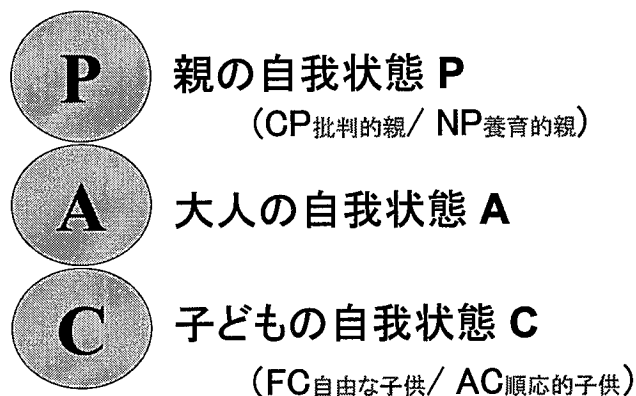 P
親の自我状態 P
(CP批判的親/ NP養育的親)
A
大人の自我状態 A
C
子どもの自我状態 C
(FC自由な子供/ AC順応的子供)